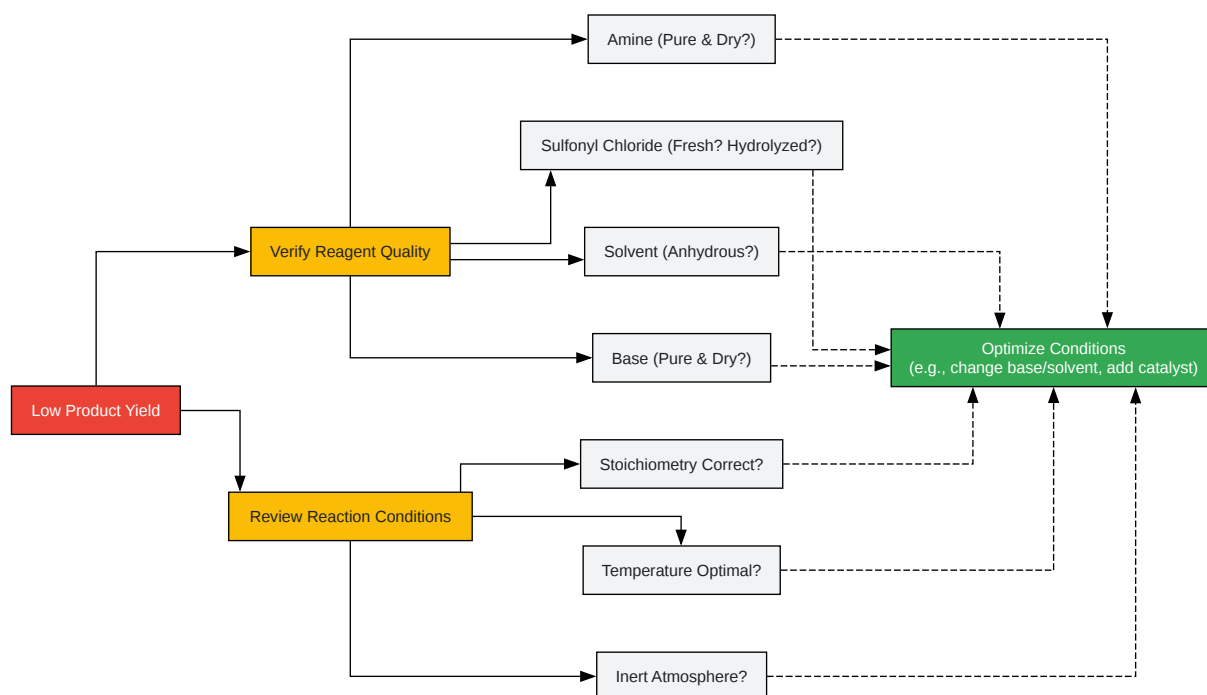 Amine (Pure & Dry?)
Sulfonyl Chloride (Fresh? Hydrolyzed?)
Verify Reagent Quality
Solvent (Anhydrous?)
Base (Pure & Dry?)
Optimize Conditions
(e.g., change base/solvent, add catalyst)
Low Product Yield
Stoichiometry Correct?
Review Reaction Conditions
Temperature Optimal?
Inert Atmosphere?